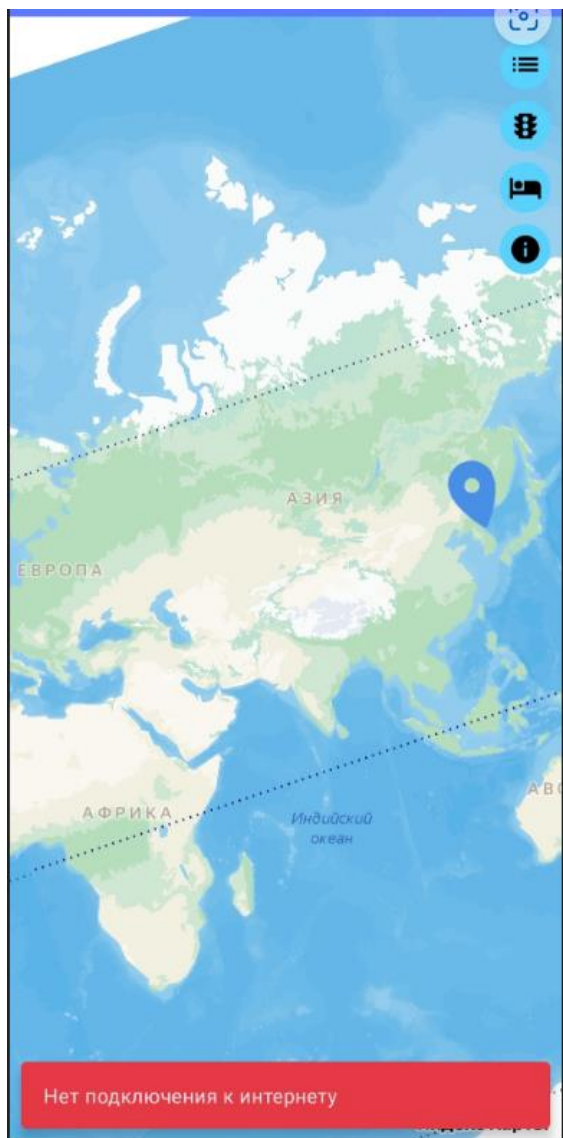 АЗИЯ
ЕВРОПА
АФРИКА
Индийский
океан
Нет подключения к интернету